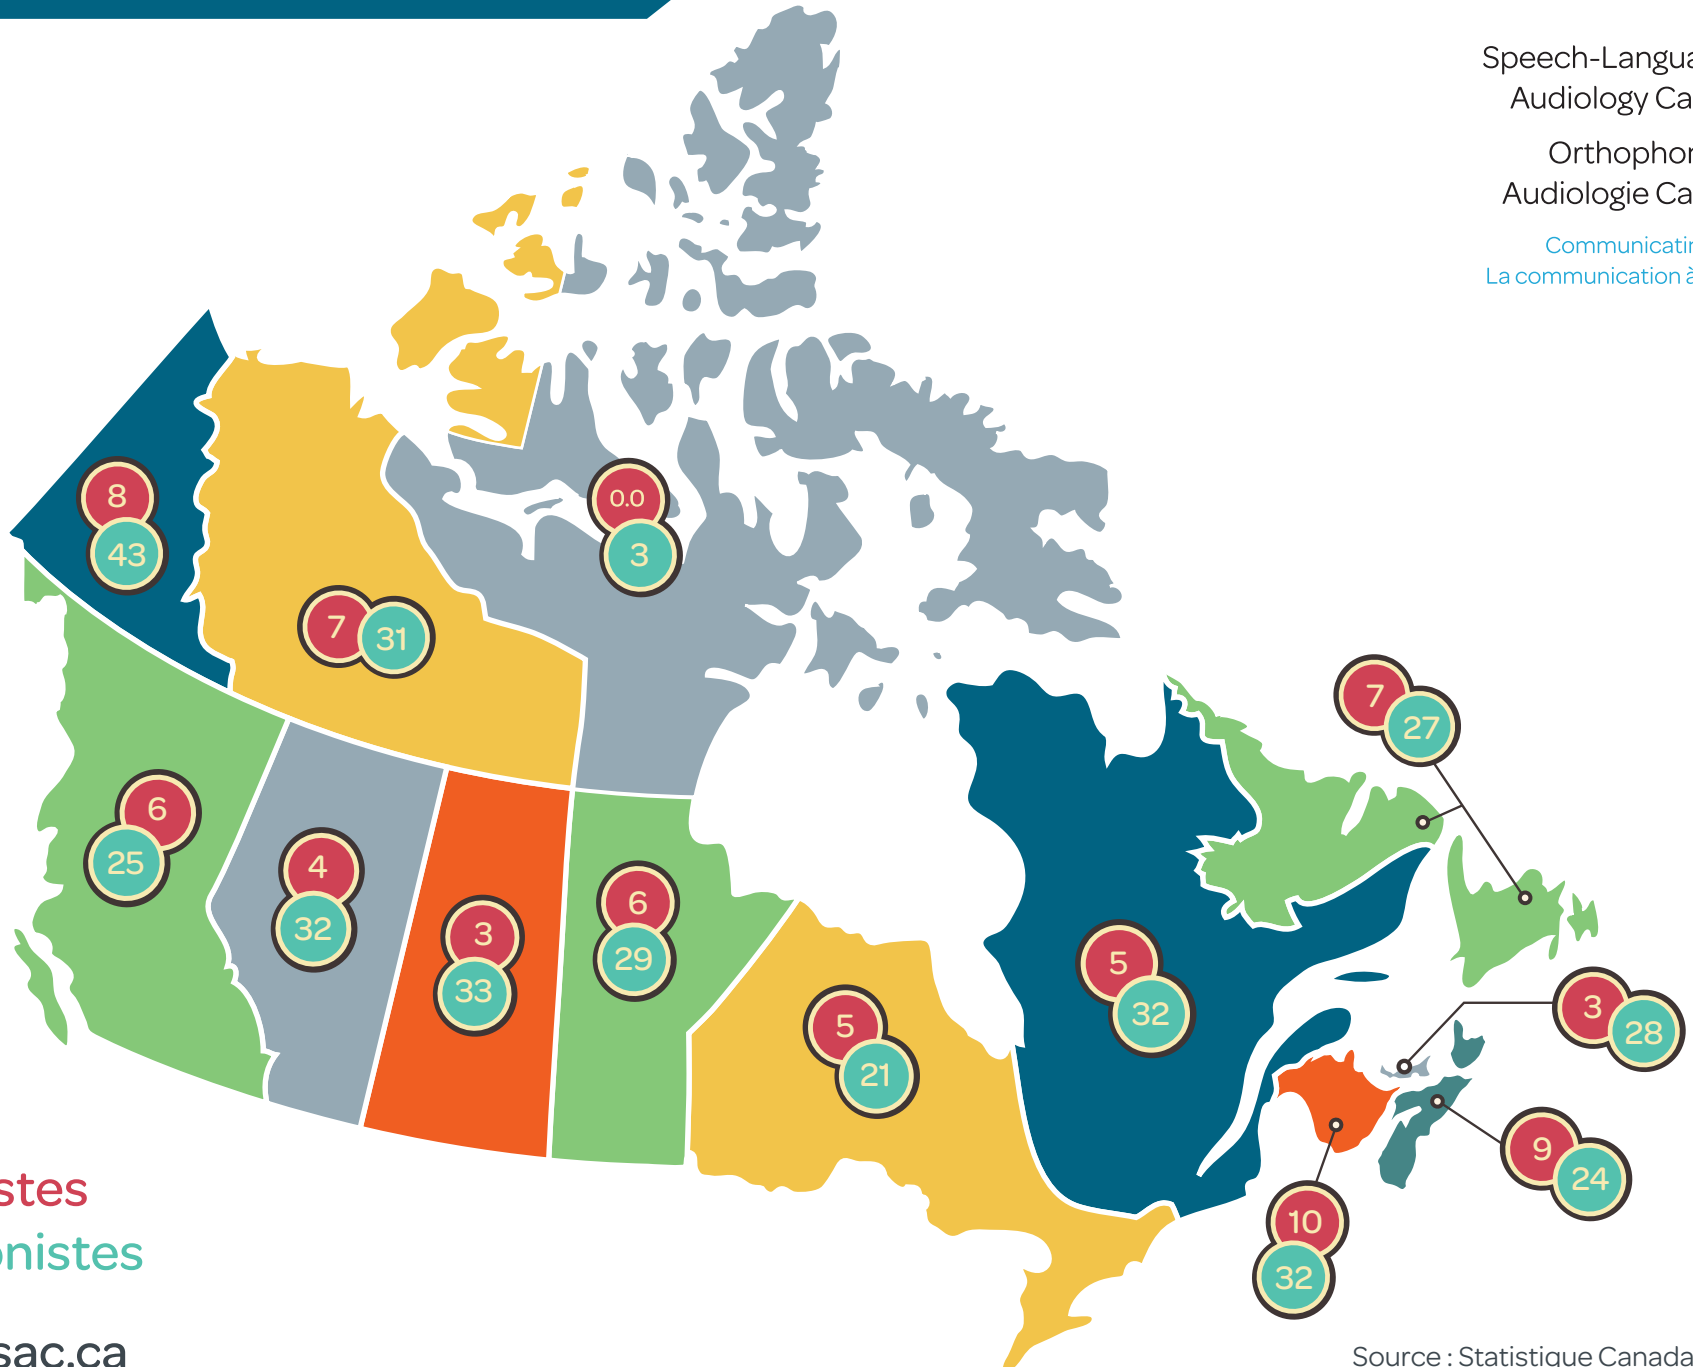 Speech-Langua
Audiology Ca
Orthophor
Audiologie Ca
Communicatin
La communication à
8
43
0.0
3
7
31
7
27
6
25
4
32
3
33
6
29
5
32
5
21
3
28
9
24
10
32
stes
onistes
sac.ca
Source : Statistique Canada